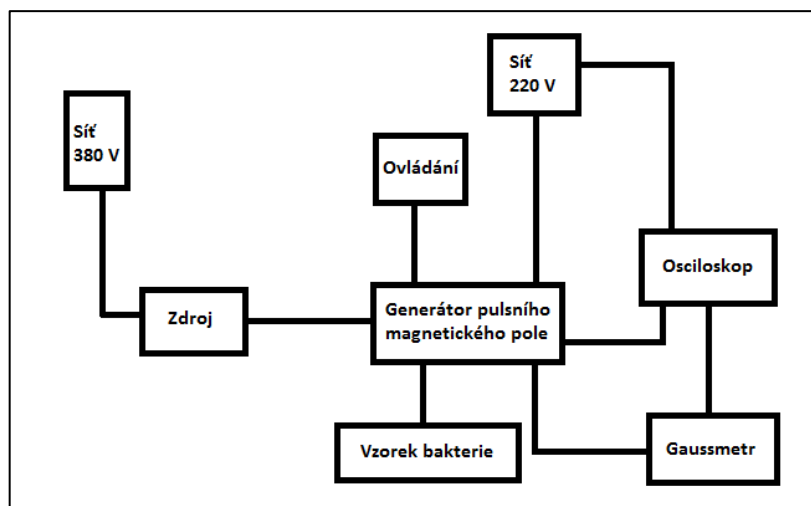 Síť
220 V
Síť
380 V
Ovládání
Osciloskop
Zdroj
Generátor pulsního
magnetického pole
Vzorek bakterie
Gaussmetr